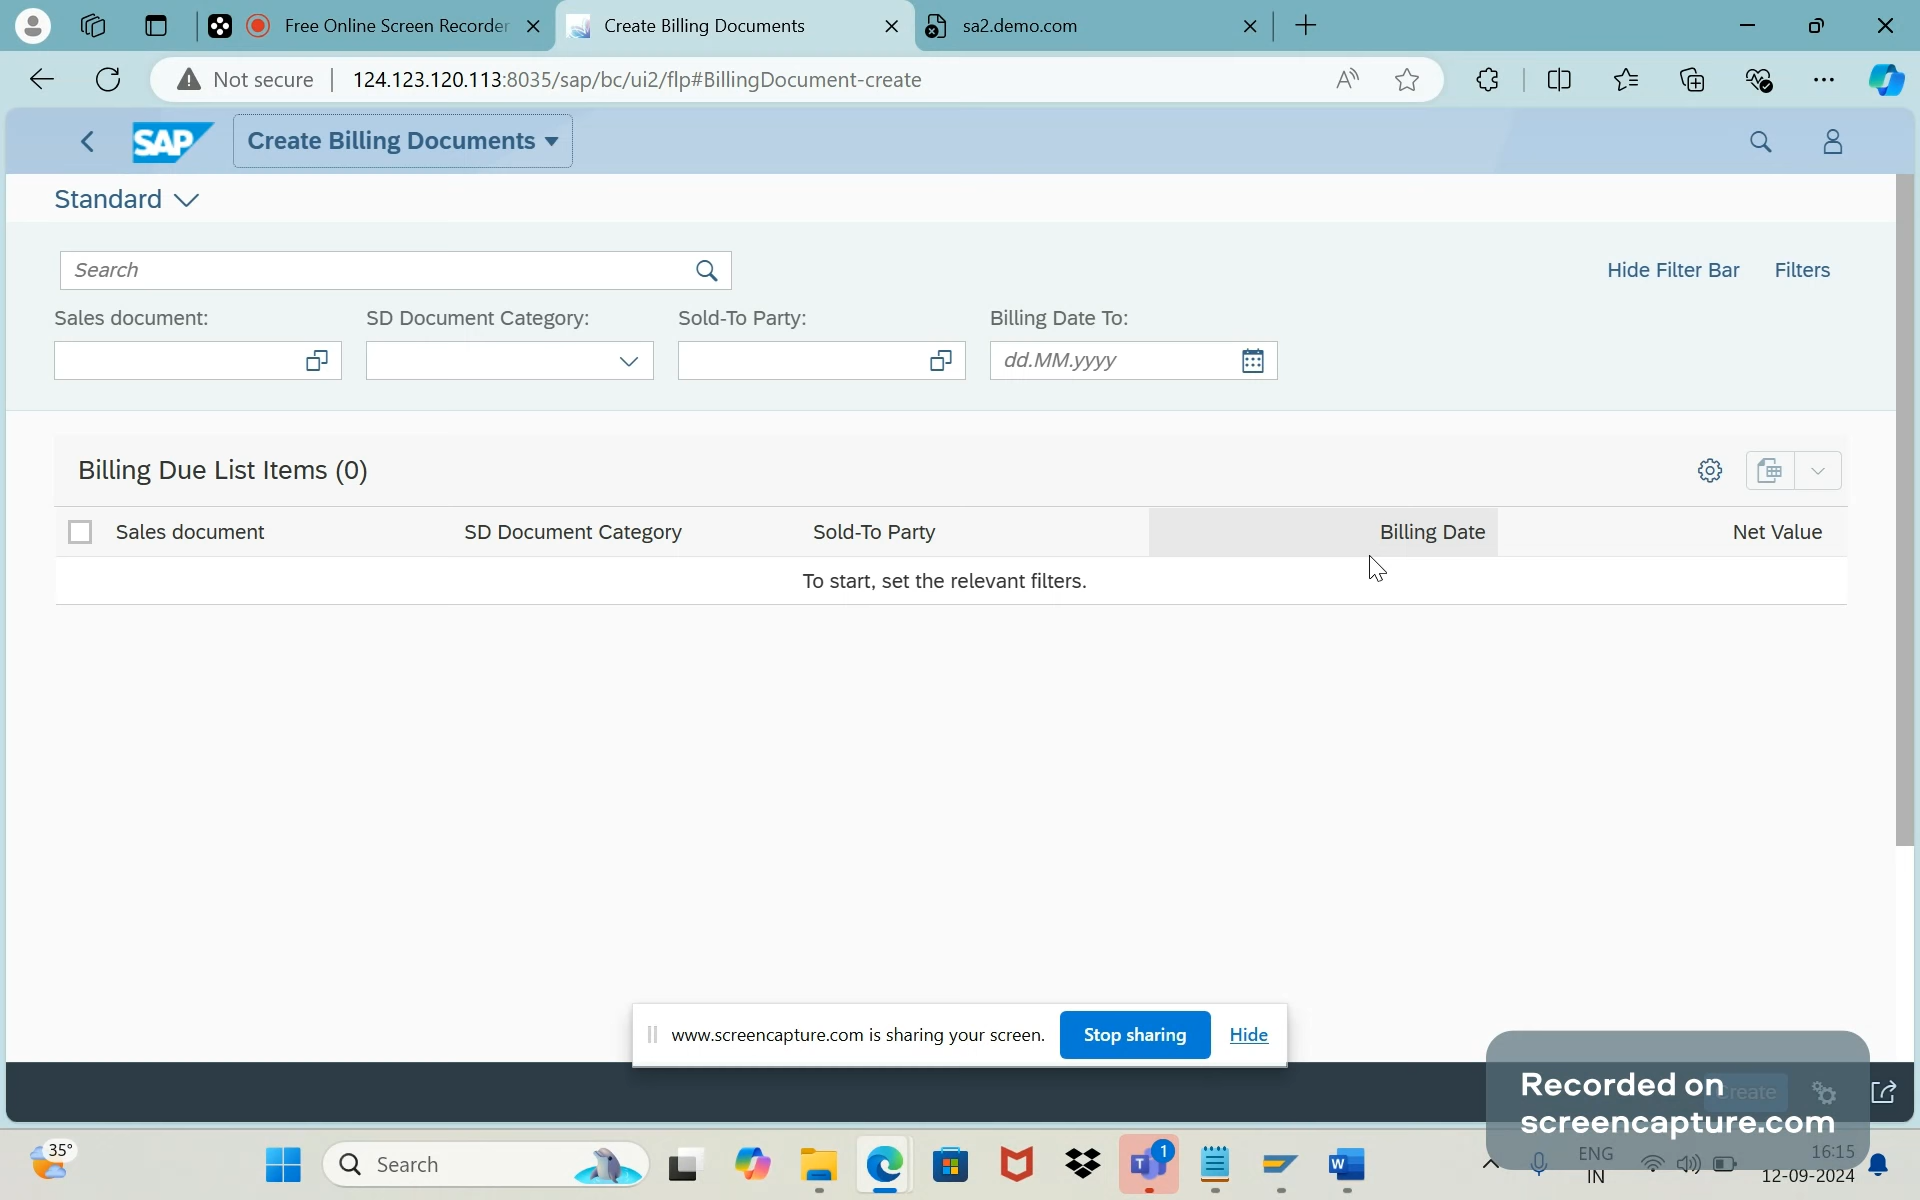 Free Online Screen Recorder
Create Billing Documents
sa2.demo.com
Not secure
124.123.120.113:8035/sap/bc/ui2/flp#BillingDocument-create
SAP
Create Billing Documents
Standard
Search
Hide Filter Bar
Filters
Sales document:
SD Document Category:
Sold-To Party:
Billing Date To:
dd.MM.yyyy
Billing Due List Items (0)
Sales document
SD Document Category
Sold-To Party
Billing Date
Net Value
To start, set the relevant filters.
www.screencapture.com is sharing your screen.
Stop sharing
Hide
Create
Recorded on
screencapture.com
35°
Search
1
ENG
IN
16:15
12-09-2024